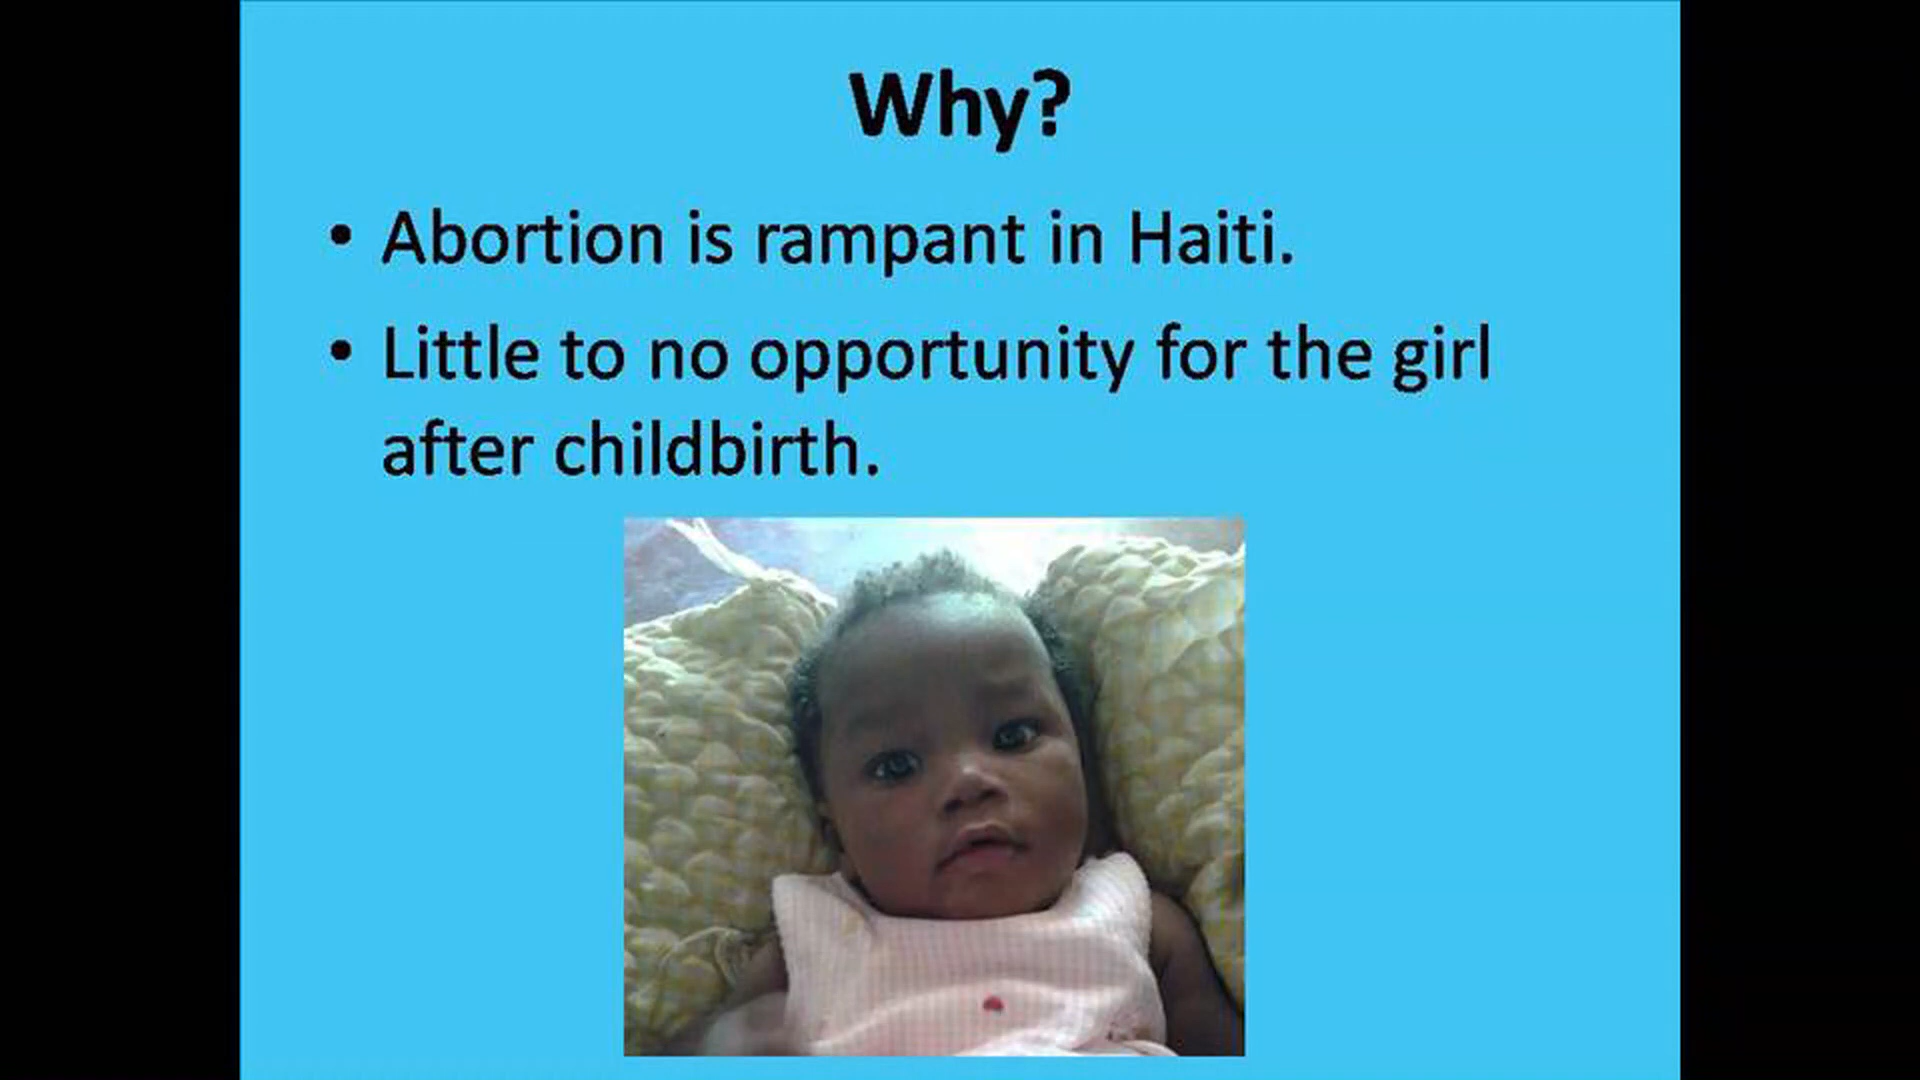 Why?
• Abortion is rampant in Haiti.
• Little to no opportunity for the girl
after childbirth.